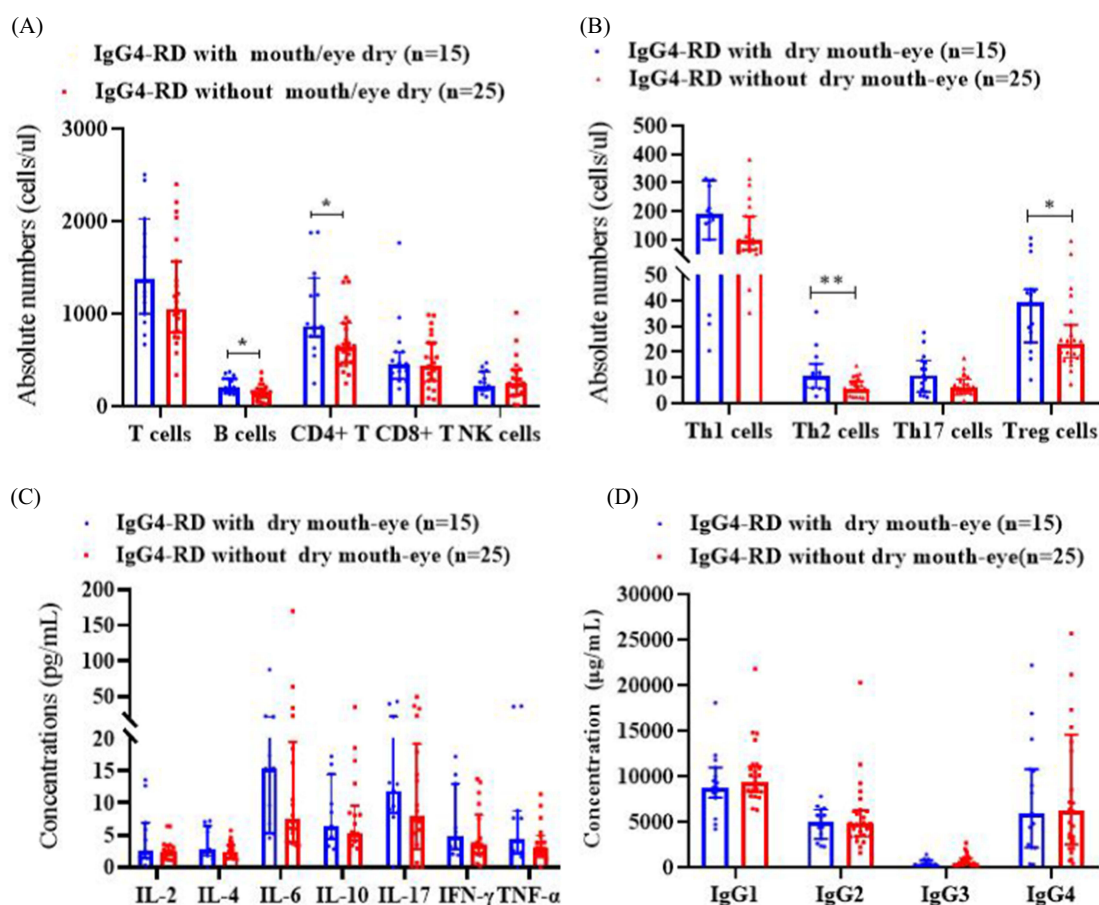 (A)
IgG4-RD with mouth/eye dry (n=15)
IgG4-RD without mouth/eye dry (n=25)
Absolute numbers (cells/ul)
3000
2000
1000
0
*
*
T cells B cells CD4+ T CD8+ T NK cells
(B)
IgG4-RD with dry mouth-eye (n=15)
IgG4-RD without dry mouth-eye (n=25)
Absolute numbers (cells/ul)
500
400
300
200
100
50
40
30
20
10
0
**
*
Th1 cells Th2 cells Th17 cells Treg cells
(C)
IgG4-RD with dry mouth-eye (n=15)
IgG4-RD without dry mouth-eye (n=25)
Concentrations (pg/mL)
200
150
100
50
20
15
10
5
0
IL-2 IL-4 IL-6 IL-10 IL-17 IFN-γ TNF-α
(D)
IgG4-RD with dry mouth-eye (n=15)
IgG4-RD without dry mouth-eye(n=25)
Concentration (μg/mL)
30000
25000
20000
15000
10000
5000
0
IgG1 IgG2 IgG3 IgG4